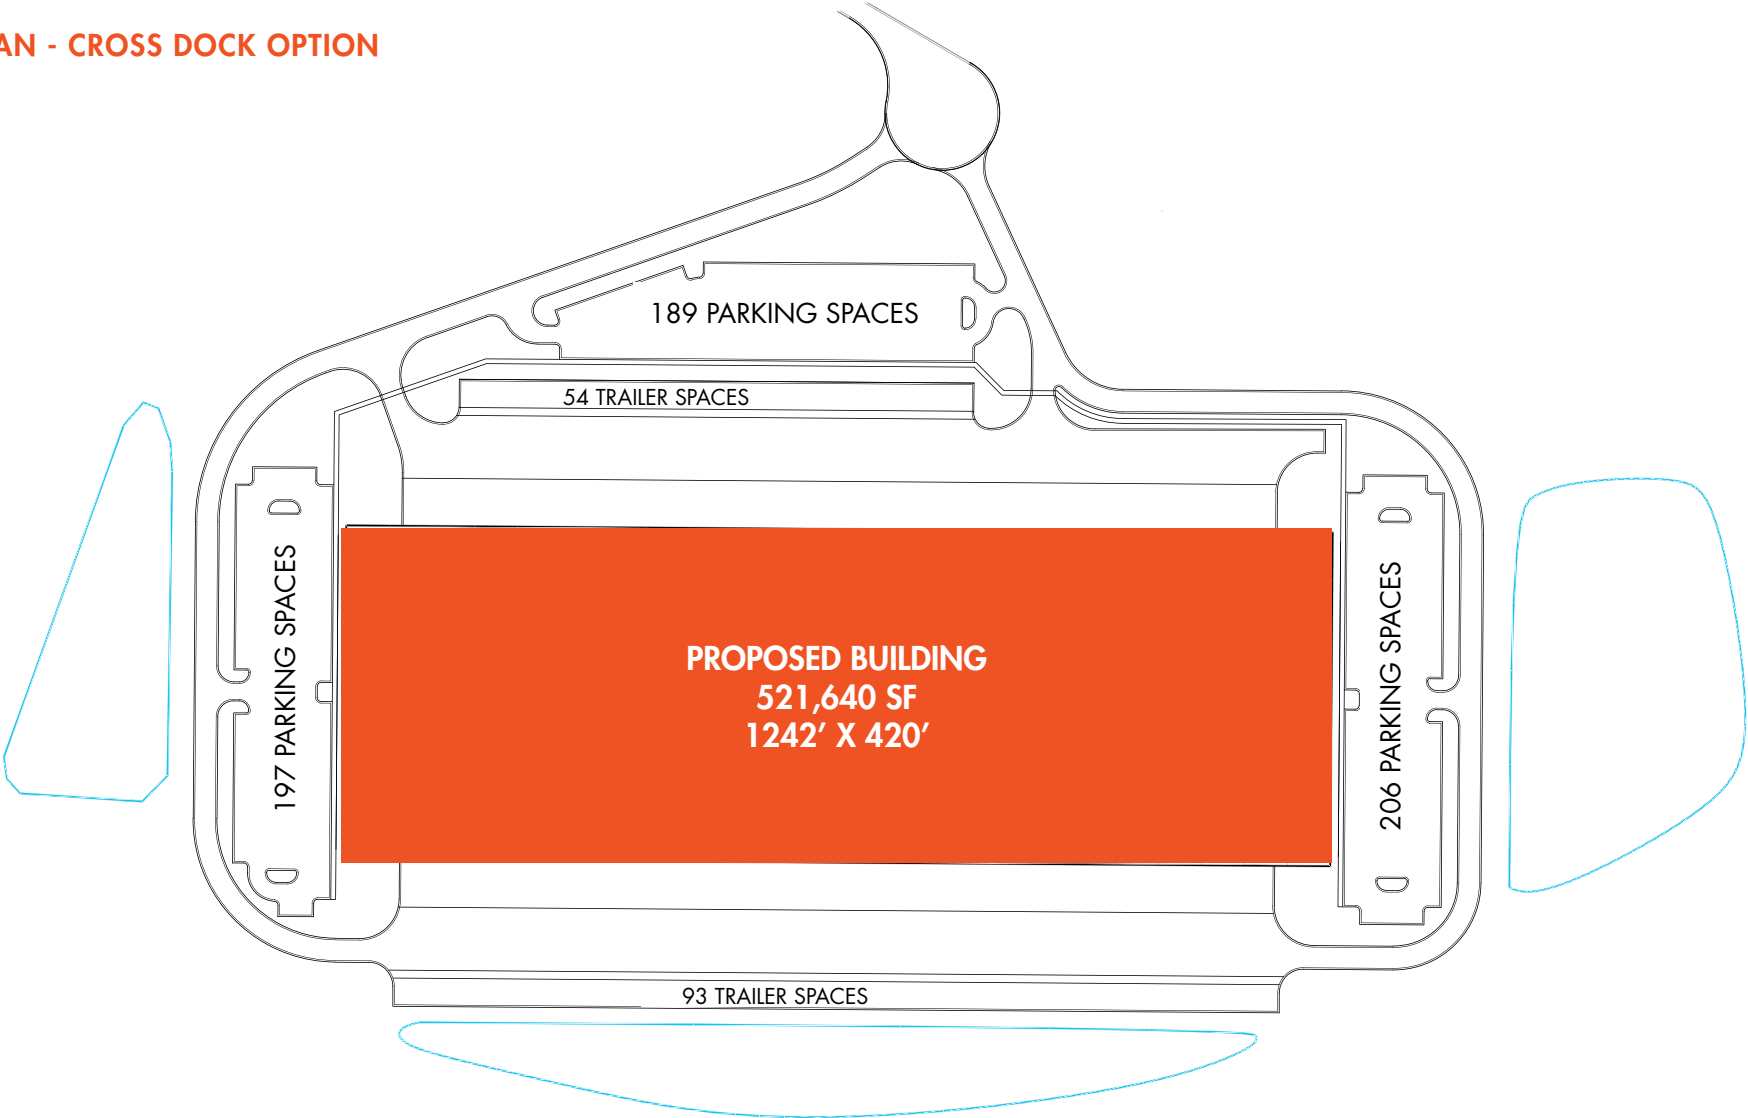 AN - CROSS DOCK OPTION
189 PARKING SPACES
54 TRAILER SPACES
197 PARKING SPACES
PROPOSED BUILDING
521,640 SF
1242’ X 420’
206 PARKING SPACES
93 TRAILER SPACES